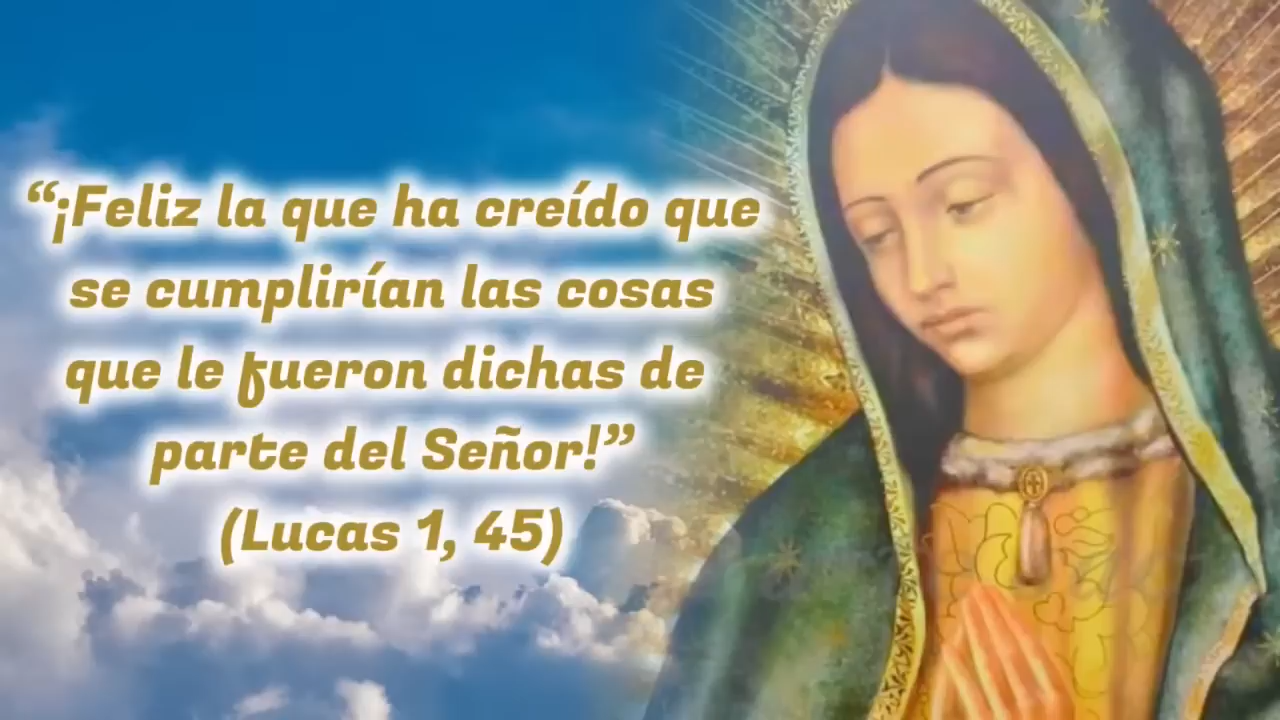 “¡Feliz la que ha creído que
se cumplirían las cosas
que le fueron dichas de
parte del Señor!”
(Lucas 1, 45)